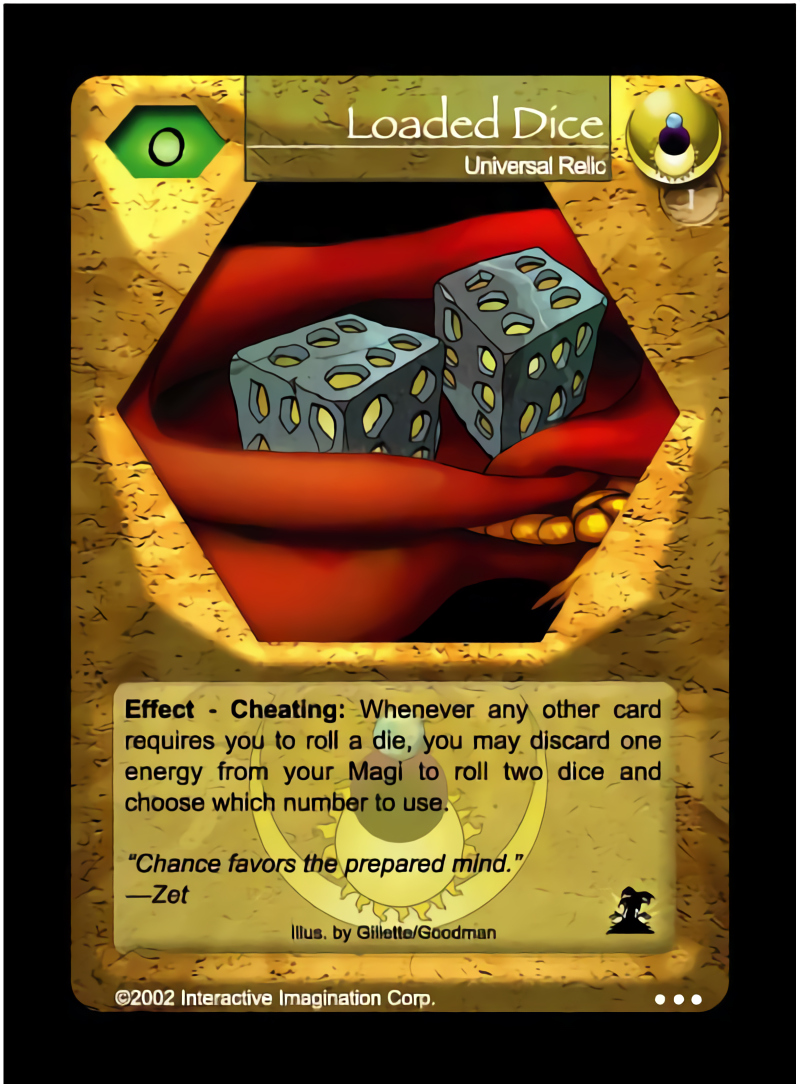 0
Loaded Dice
Universal Relic
1
Effect - Cheating: Whenever any other card
requires you to roll a die, you may discard one
energy from your Magi to roll two dice and
choose which number to use.
“Chance favors the prepared mind.”
—Zet
Illus. by Gillette/Goodman
©2002 Interactive Imagination Corp.